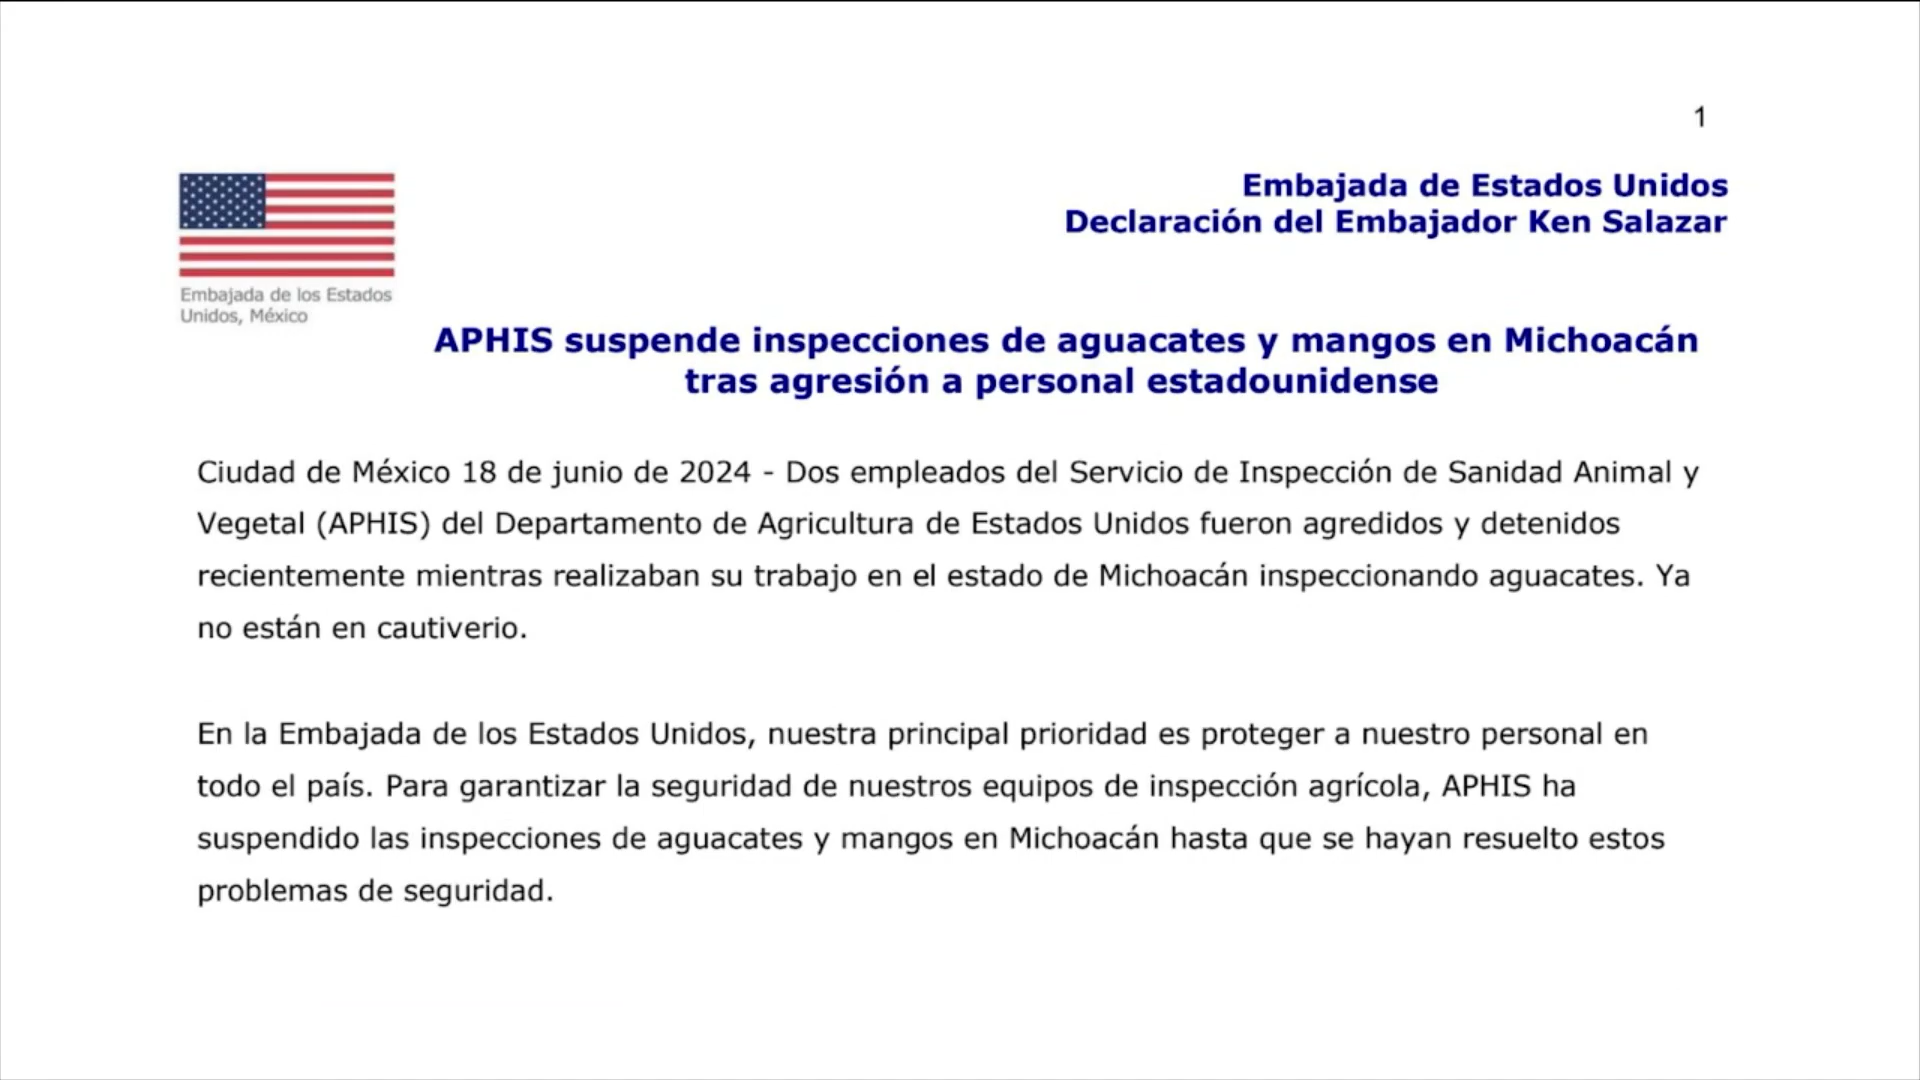 1
Embajada de Estados Unidos
Declaración del Embajador Ken Salazar
Embajada de los Estados
Unidos, México
APHIS suspende inspecciones de aguacates y mangos en Michoacán
tras agresión a personal estadounidense
Ciudad de México 18 de junio de 2024 - Dos empleados del Servicio de Inspección de Sanidad Animal y
Vegetal (APHIS) del Departamento de Agricultura de Estados Unidos fueron agredidos y detenidos
recientemente mientras realizaban su trabajo en el estado de Michoacán inspeccionando aguacates. Ya
no están en cautiverio.
En la Embajada de los Estados Unidos, nuestra principal prioridad es proteger a nuestro personal en
todo el país. Para garantizar la seguridad de nuestros equipos de inspección agrícola, APHIS ha
suspendido las inspecciones de aguacates y mangos en Michoacán hasta que se hayan resuelto estos
problemas de seguridad.